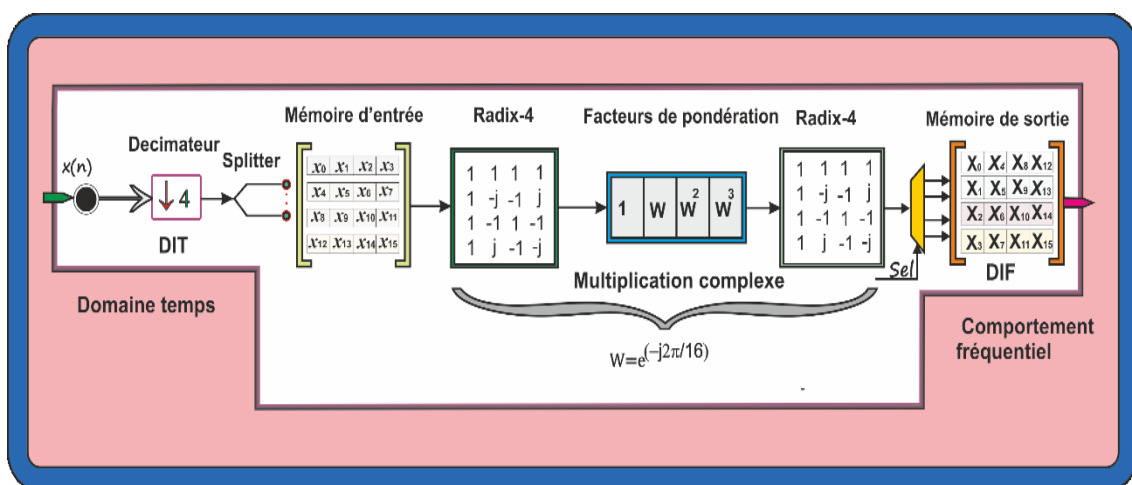 x(n)
Decimateur
↓ 4
DIT
Splitter
Mémoire d'entrée
x0 x1 x2 x3
x4 x5 x6 x7
x8 x9 x10 x11
x12 x13 x14 x15
Radix-4
1 1 1 1
1 -j -1 j
1 -1 1 -1
1 j -1 -j
Facteurs de pondération
1 W W² W³
Multiplication complexe
Radix-4
1 1 1 1
1 -j -1 j
1 -1 1 -1
1 j -1 -j
Sel
Mémoire de sortie
X0 X4 X8 X12
X1 X5 X9 X13
X2 X6 X10 X14
X3 X7 X11 X15
DIF
W=e(−j2π/16)
Domaine temps
Comportement
fréquentiel